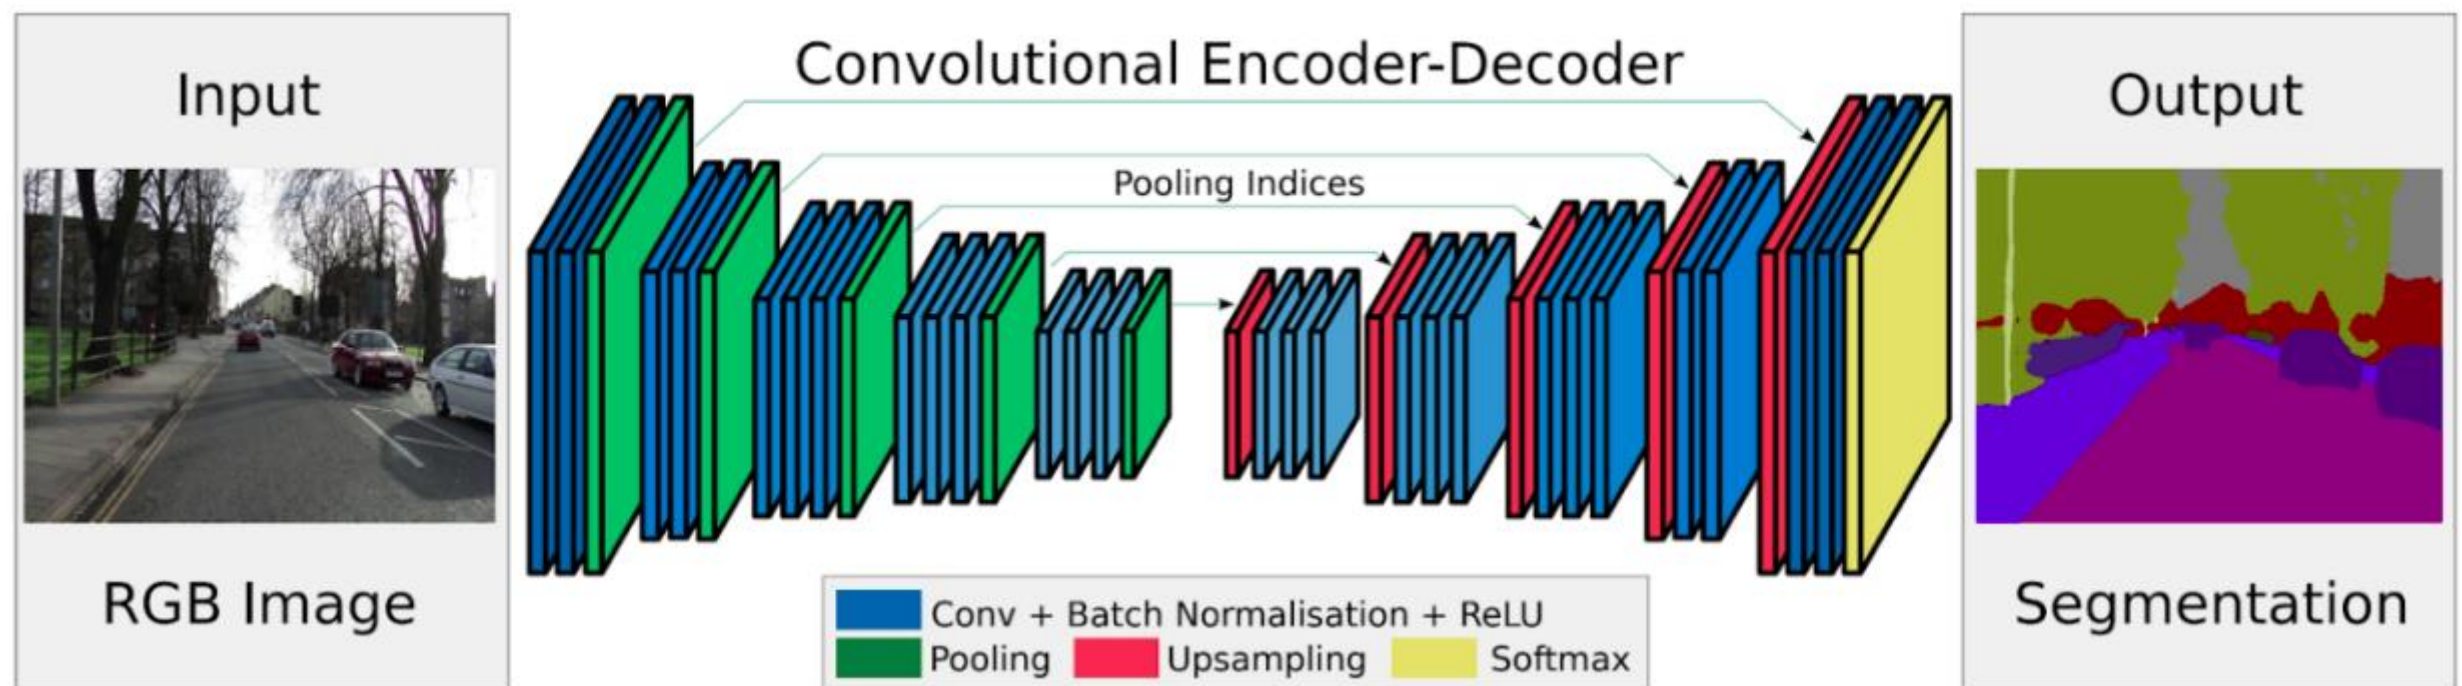 Input
RGB Image
Convolutional Encoder-Decoder
Pooling Indices
Conv + Batch Normalisation + ReLU
Pooling
Upsampling
Softmax
Output
Segmentation